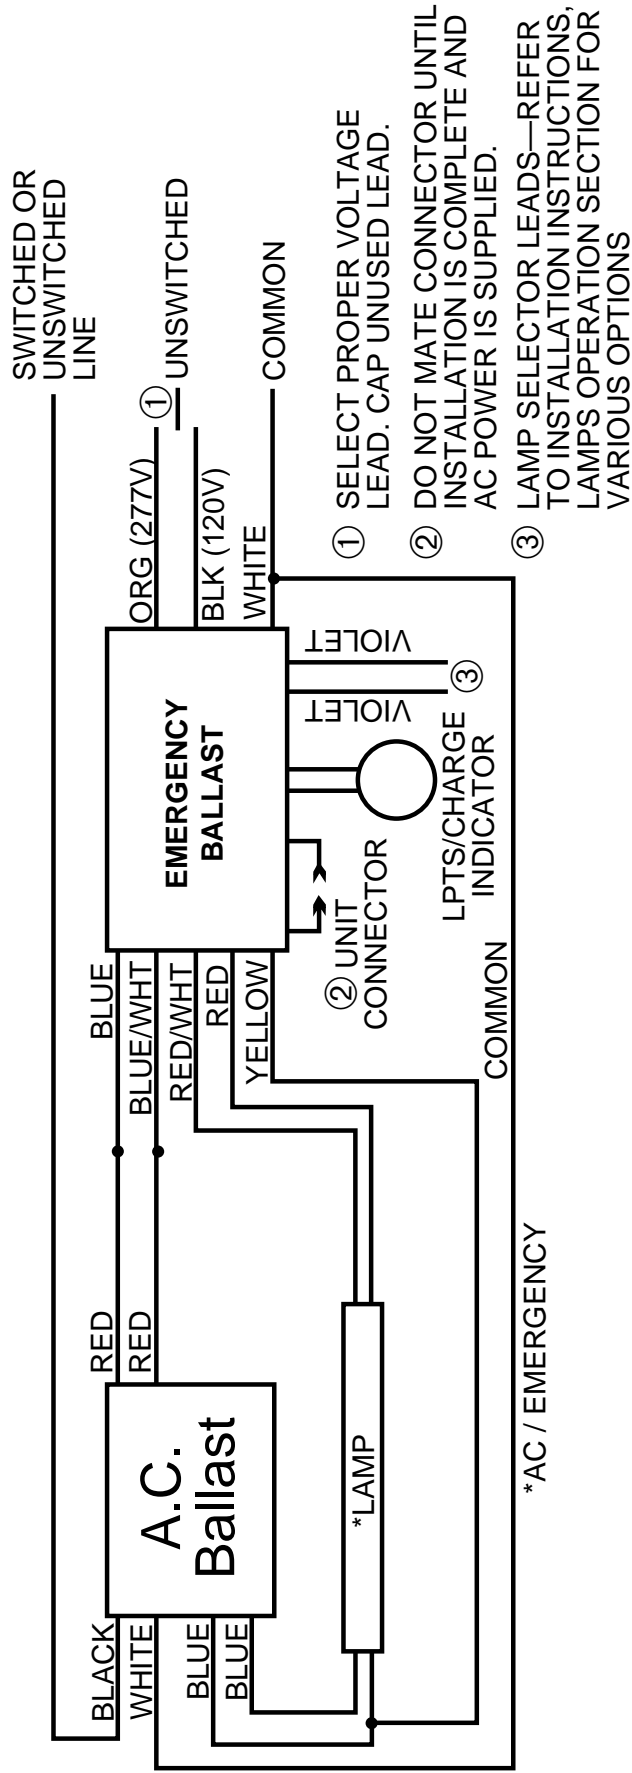 SWITCHED OR
UNSWITCHED
LINE
① UNSWITCHED
COMMON
ORG (277V)
BLK (120V)
WHITE
EMERGENCY
BALLAST
BLUE
BLUE/WHT
RED/WHT
RED
YELLOW
RED
RED
A.C.
Ballast
BLACK
WHITE
BLUE
BLUE
*LAMP
② UNIT
CONNECTOR
LPTS/CHARGE
INDICATOR
VIOLET
VIOLET
③
COMMON
*AC / EMERGENCY
① SELECT PROPER VOLTAGE
LEAD. CAP UNUSED LEAD.
② DO NOT MATE CONNECTOR UNTIL
INSTALLATION IS COMPLETE AND
AC POWER IS SUPPLIED.
③ LAMP SELECTOR LEADS—REFER
TO INSTALLATION INSTRUCTIONS,
LAMPS OPERATION SECTION FOR
VARIOUS OPTIONS